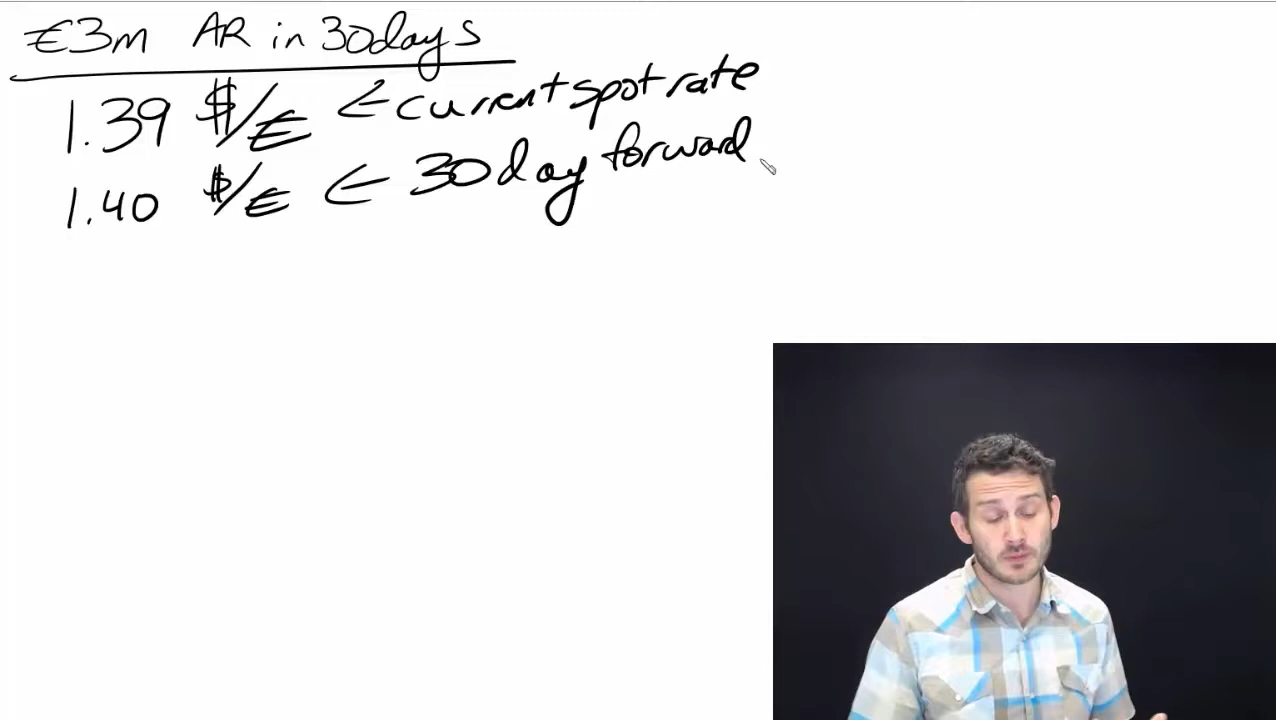 €3m AR in 30days
1.39 $/€ ← current spot rate
1.40 $/€ ← 30 day forward